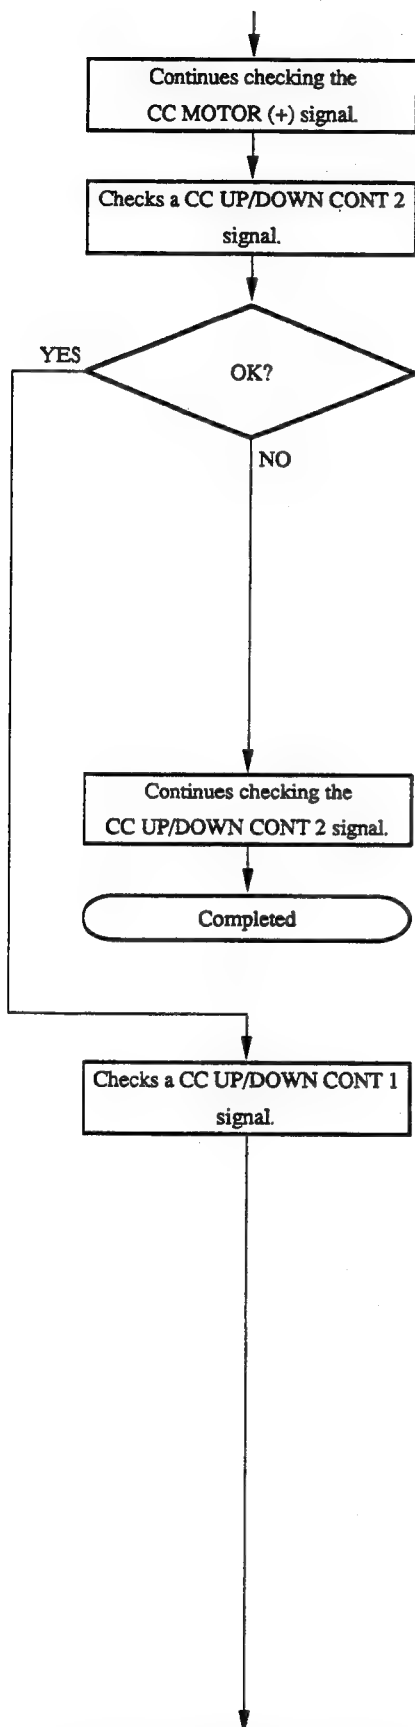 Continues checking the
CC MOTOR (+) signal.
Checks a CC UP/DOWN CONT 2
signal.
YES
OK?
NO
Continues checking the
CC UP/DOWN CONT 2 signal.
Completed
Checks a CC UP/DOWN CONT 1
signal.